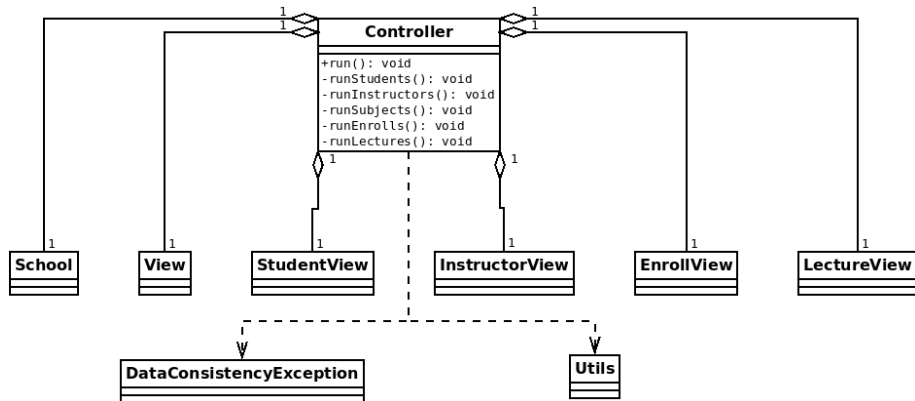 1 1
1 Controller 1
+run(): void
-runStudents(): void
-runInstructors(): void
-runSubjects(): void
-runEnrolls(): void
-runLectures(): void
1 1
1 1 1 1 1 1
School View StudentView InstructorView EnrollView LectureView
DataConsistencyException Utils